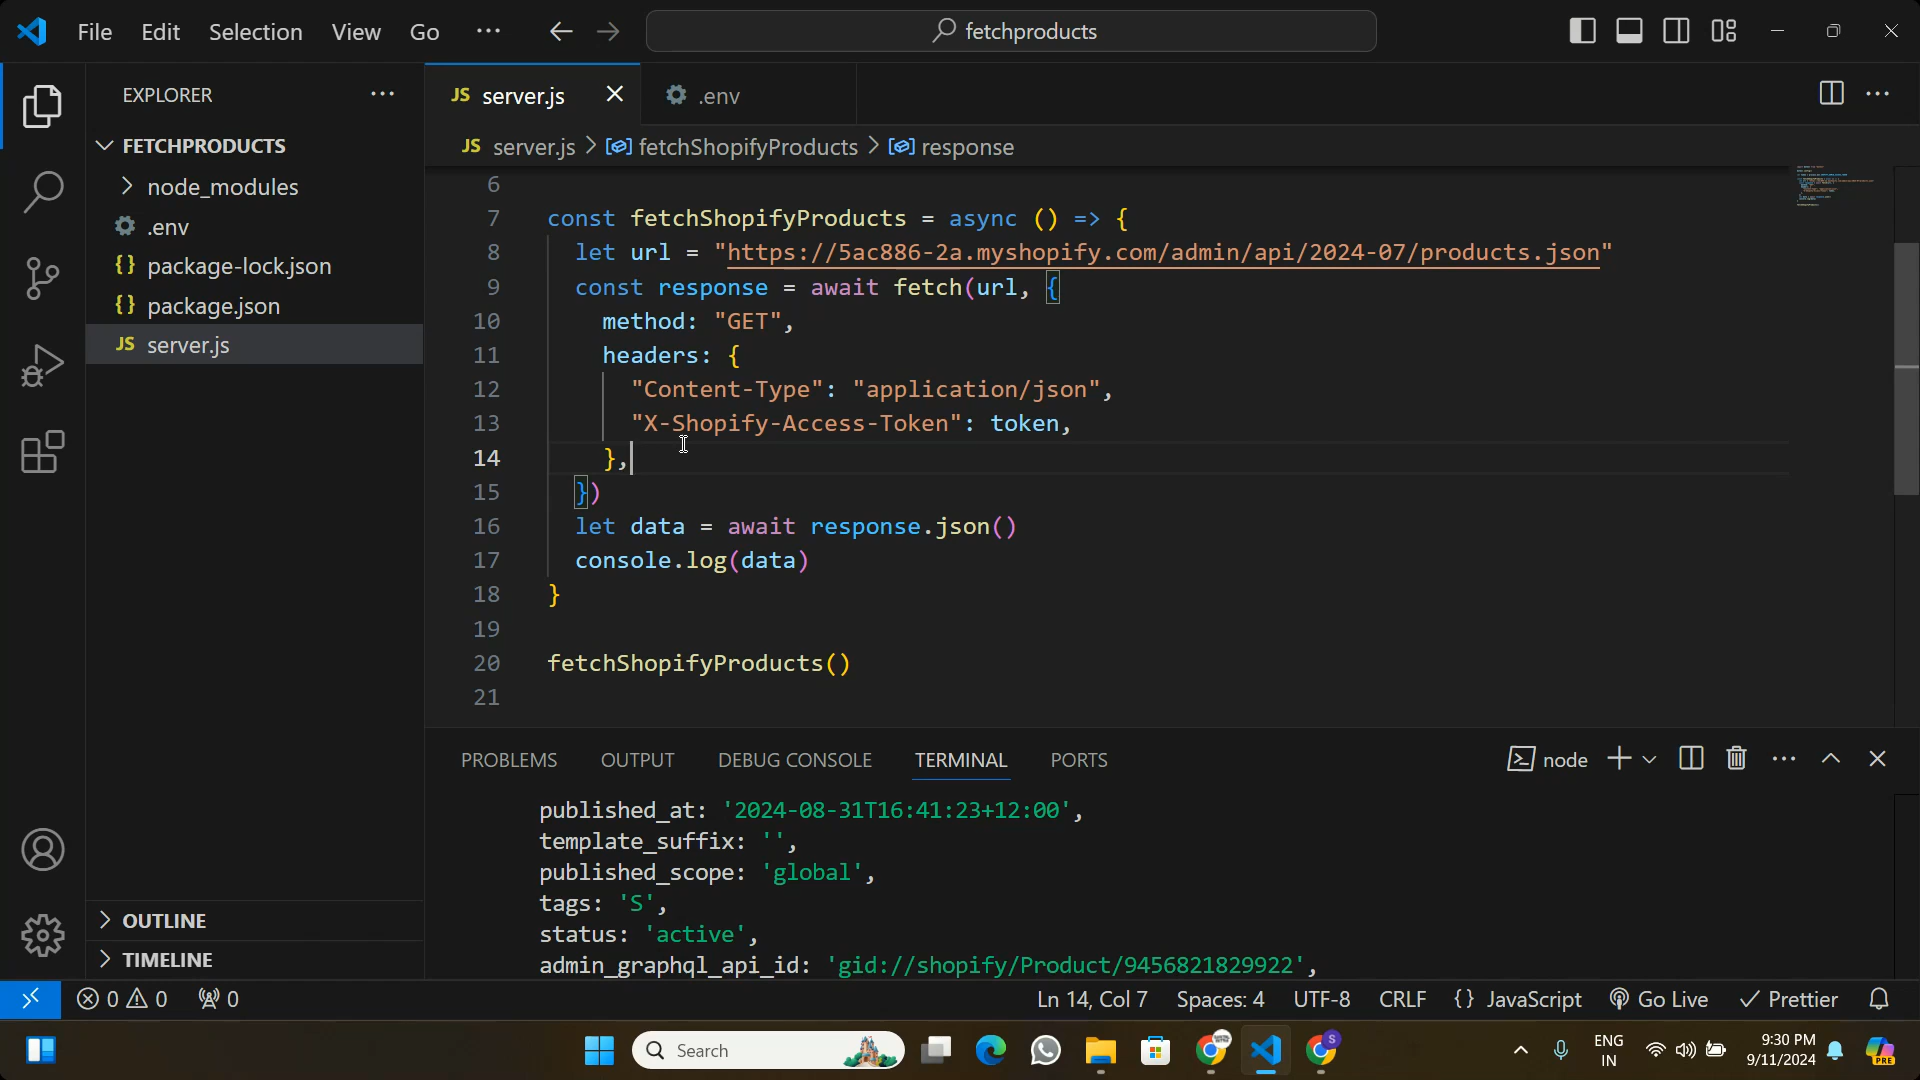 File Edit View Go ··· fetchproducts
EXPLORER ···
FETCHPRODUCTS
node_modules
.env
package-lock.json
package.json
JS server.js
OUTLINE
TIMELINE
JS server.js .env
JS server.js > fetchShopifyProducts > response
6
7 const fetchShopifyProducts = async () => {
8 let url = "https://5ac886-2a.myshopify.com/admin/api/2024-07/products.json"
9 const response = await fetch(url, {
10 method: "GET",
11 headers: {
12 "Content-Type": "application/json",
13 "X-Shopify-Access-Token": token,
14 },
15 })
16 let data = await response.json()
17 console.log(data)
18 }
19
20 fetchShopifyProducts()
21
PROBLEMS OUTPUT DEBUG CONSOLE TERMINAL PORTS node
published_at: '2024-08-31T16:41:23+12:00',
template_suffix: '',
published_scope: 'global',
tags: 'S',
status: 'active',
admin_graphql_api_id: 'gid://shopify/Product/9456821829922',
0 0 0 Ln 14, Col 7 Spaces: 4 UTF-8 CRLF {} JavaScript Go Live Prettier
Search ENG 9:30 PM
IN 9/11/2024